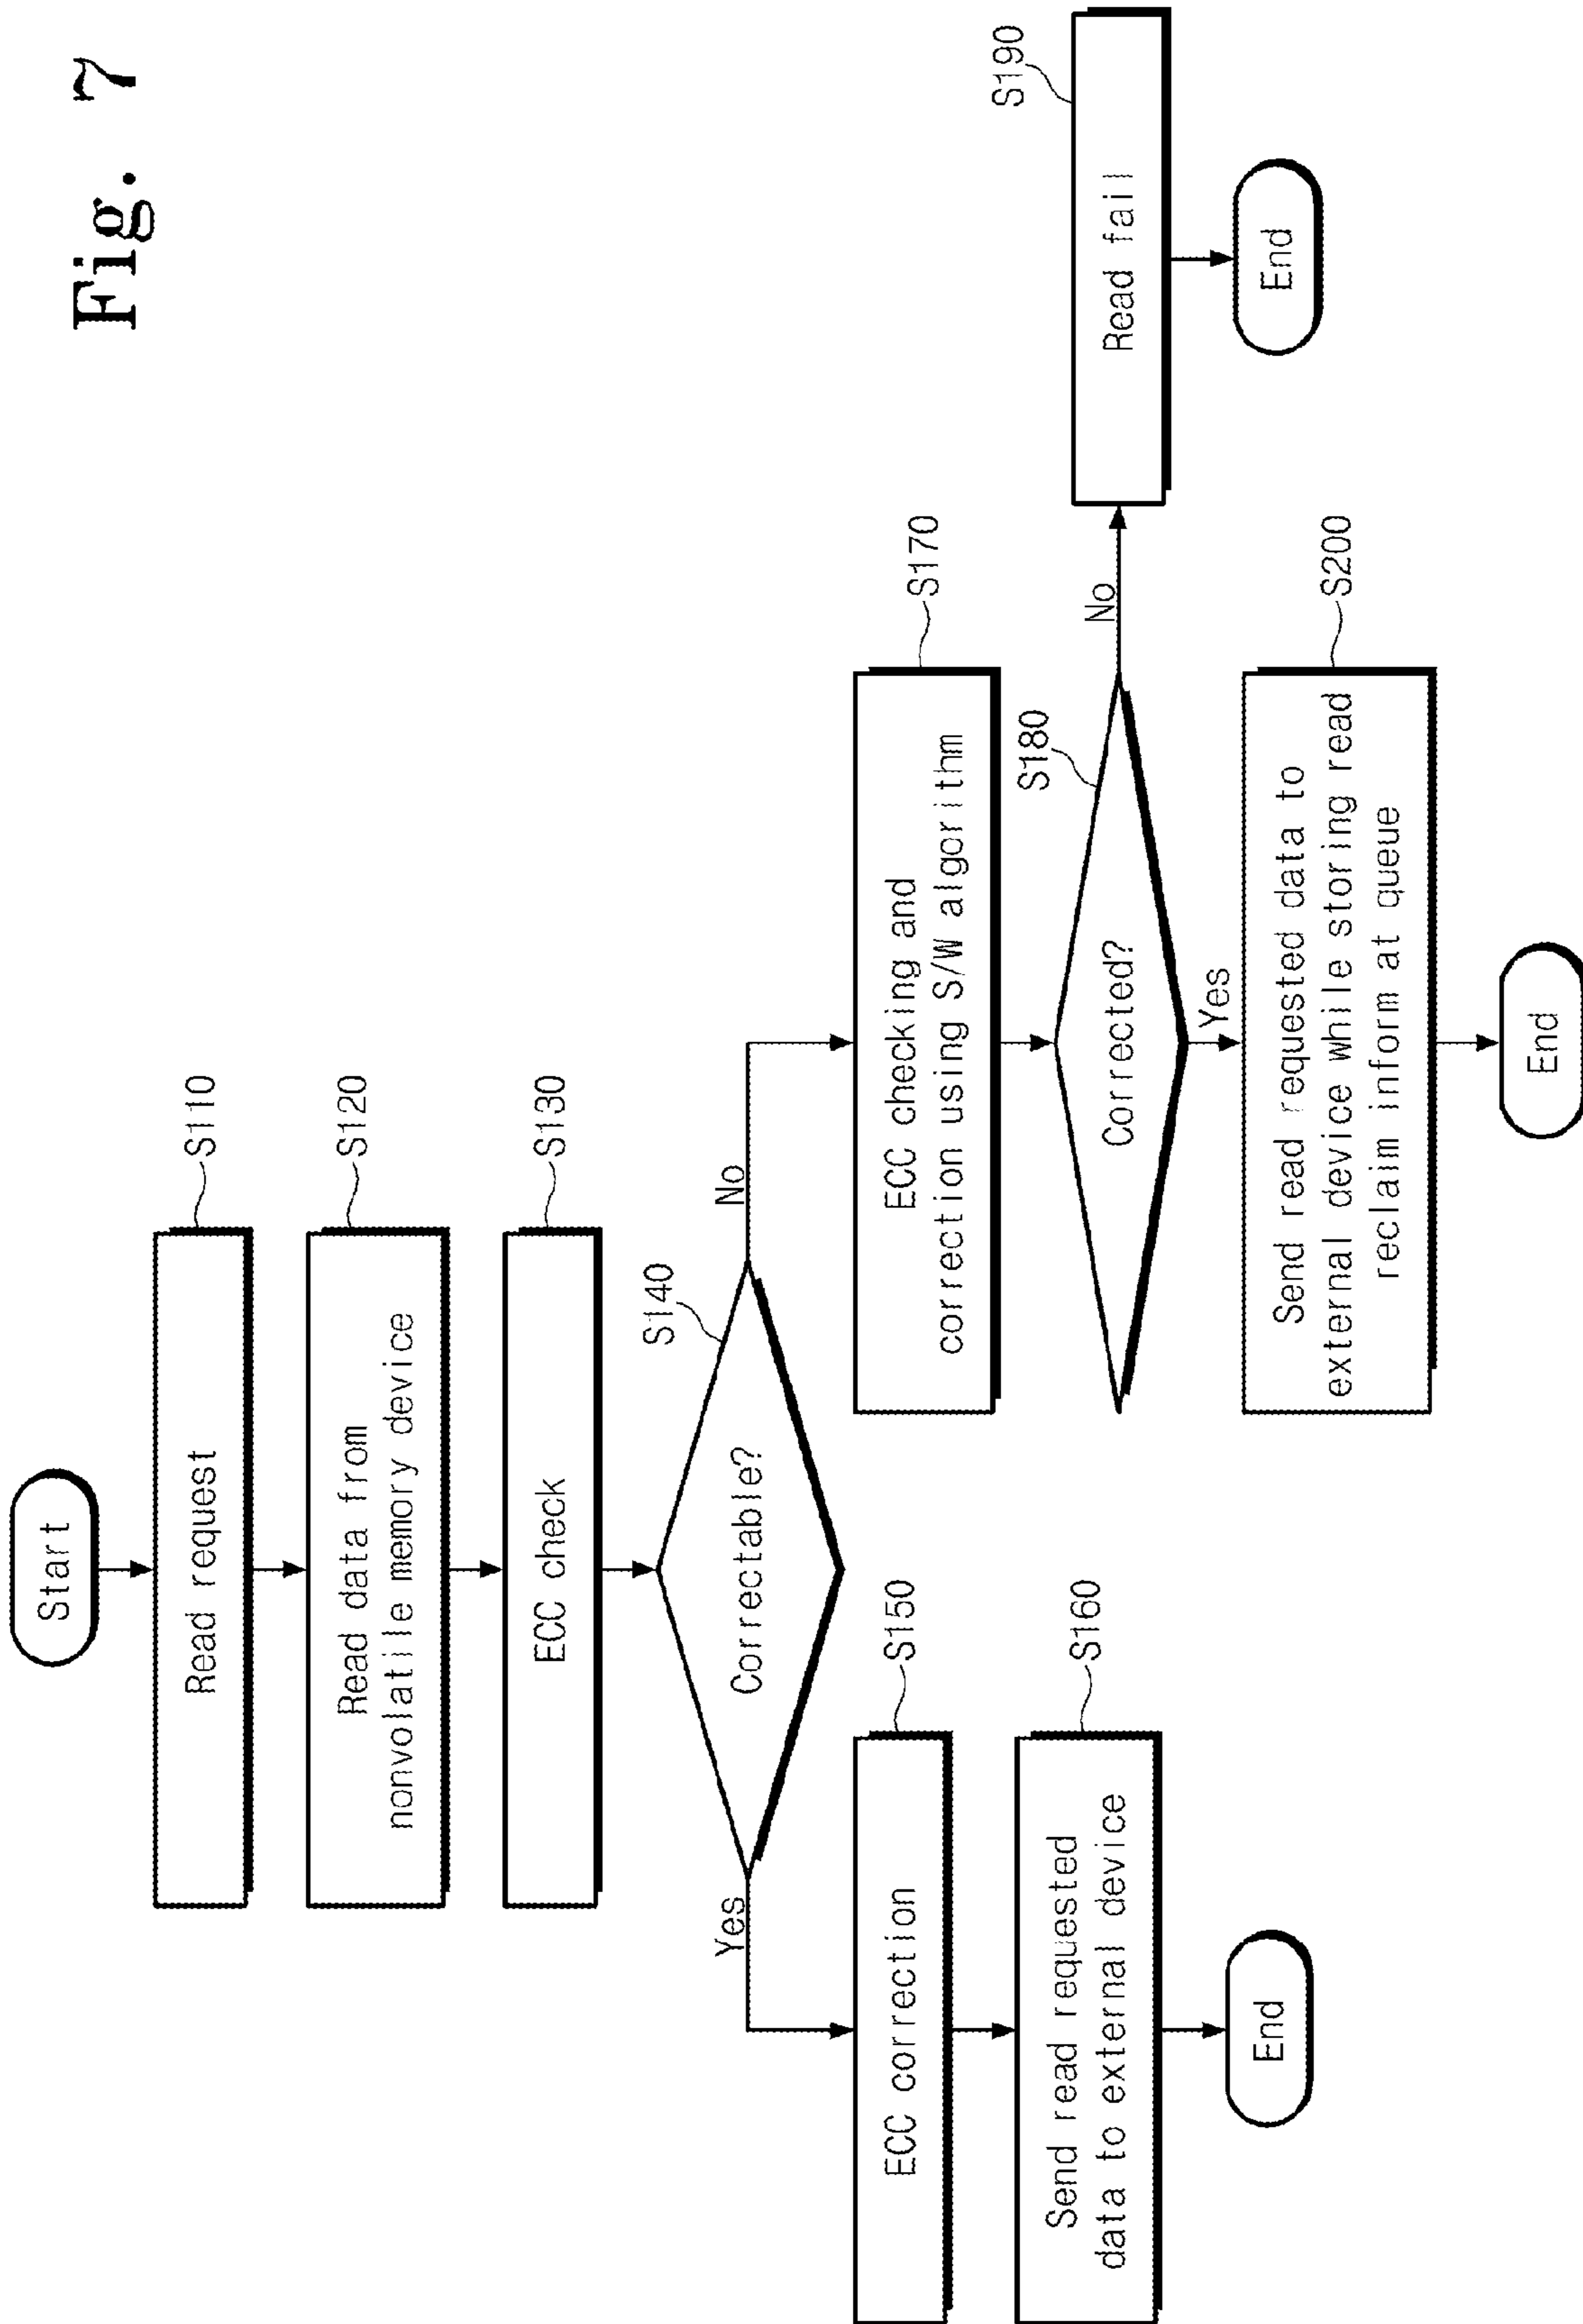 Fig. 7
Start
Read request
S110
Read data from
nonvolatile memory device
S120
ECC check
S130
Correctable?
S140
Yes
No
ECC correction
S150
Send read requested
data to external device
S160
End
ECC checking and
correction using S/W algorithm
S170
Corrected?
S180
No
Read fail
S190
End
Yes
Send read requested data to
external device while storing read
reclaim inform at queue
S200
End